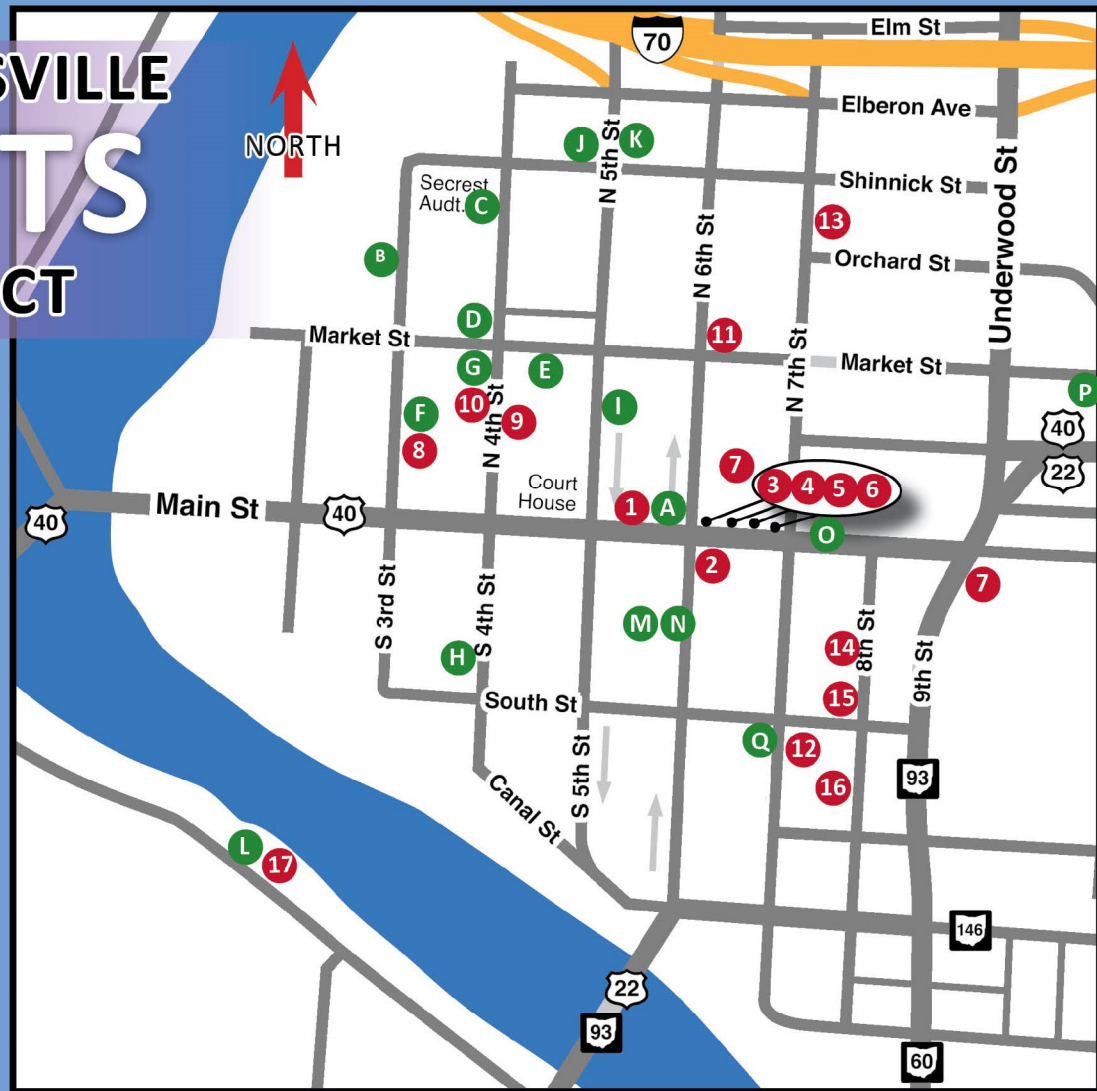 SVILLE
TS
CT
NORTH
70
Elm St
Elberon Ave
N 5th St
J
K
Shinnick St
Underwood St
Secrest
Audt.
C
13
B
N 6th St
Orchard St
D
Market St
11
Market St
N 7th St
G
E
P
10
N 4th St
F
9
I
40
8
22
7
3
4
5
6
Court
House
Main St
40
40
1
A
O
2
7
S 3rd St
S 4th St
M
N
8th St
14
H
9th St
15
South St
Q
12
S 5th St
93
16
Canal St
L
17
146
22
93
60